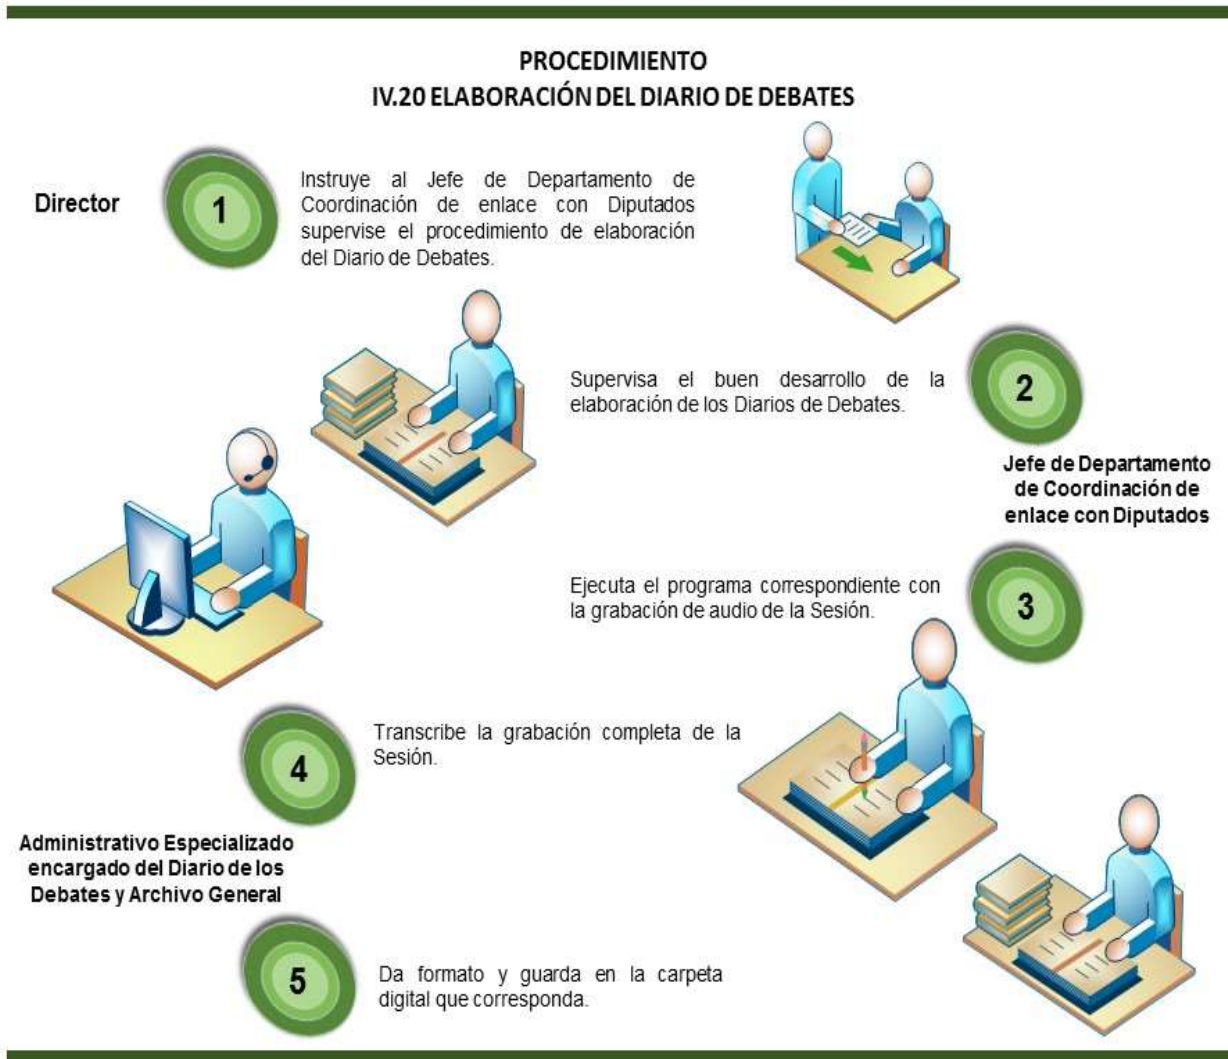 PROCEDIMIENTO
IV.20 ELABORACIÓN DEL DIARIO DE DEBATES
Director
1
Instruye al Jefe de Departamento de
Coordinación de enlace con Diputados
supervise el procedimiento de elaboración
del Diario de Debates.
Supervisa el buen desarrollo de la
elaboración de los Diarios de Debates.
2
Jefe de Departamento
de Coordinación de
enlace con Diputados
Ejecuta el programa correspondiente con
la grabación de audio de la Sesión.
3
4
Transcribe la grabación completa de la
Sesión.
Administrativo Especializado
encargado del Diario de los
Debates y Archivo General
5
Da formato y guarda en la carpeta
digital que corresponda.